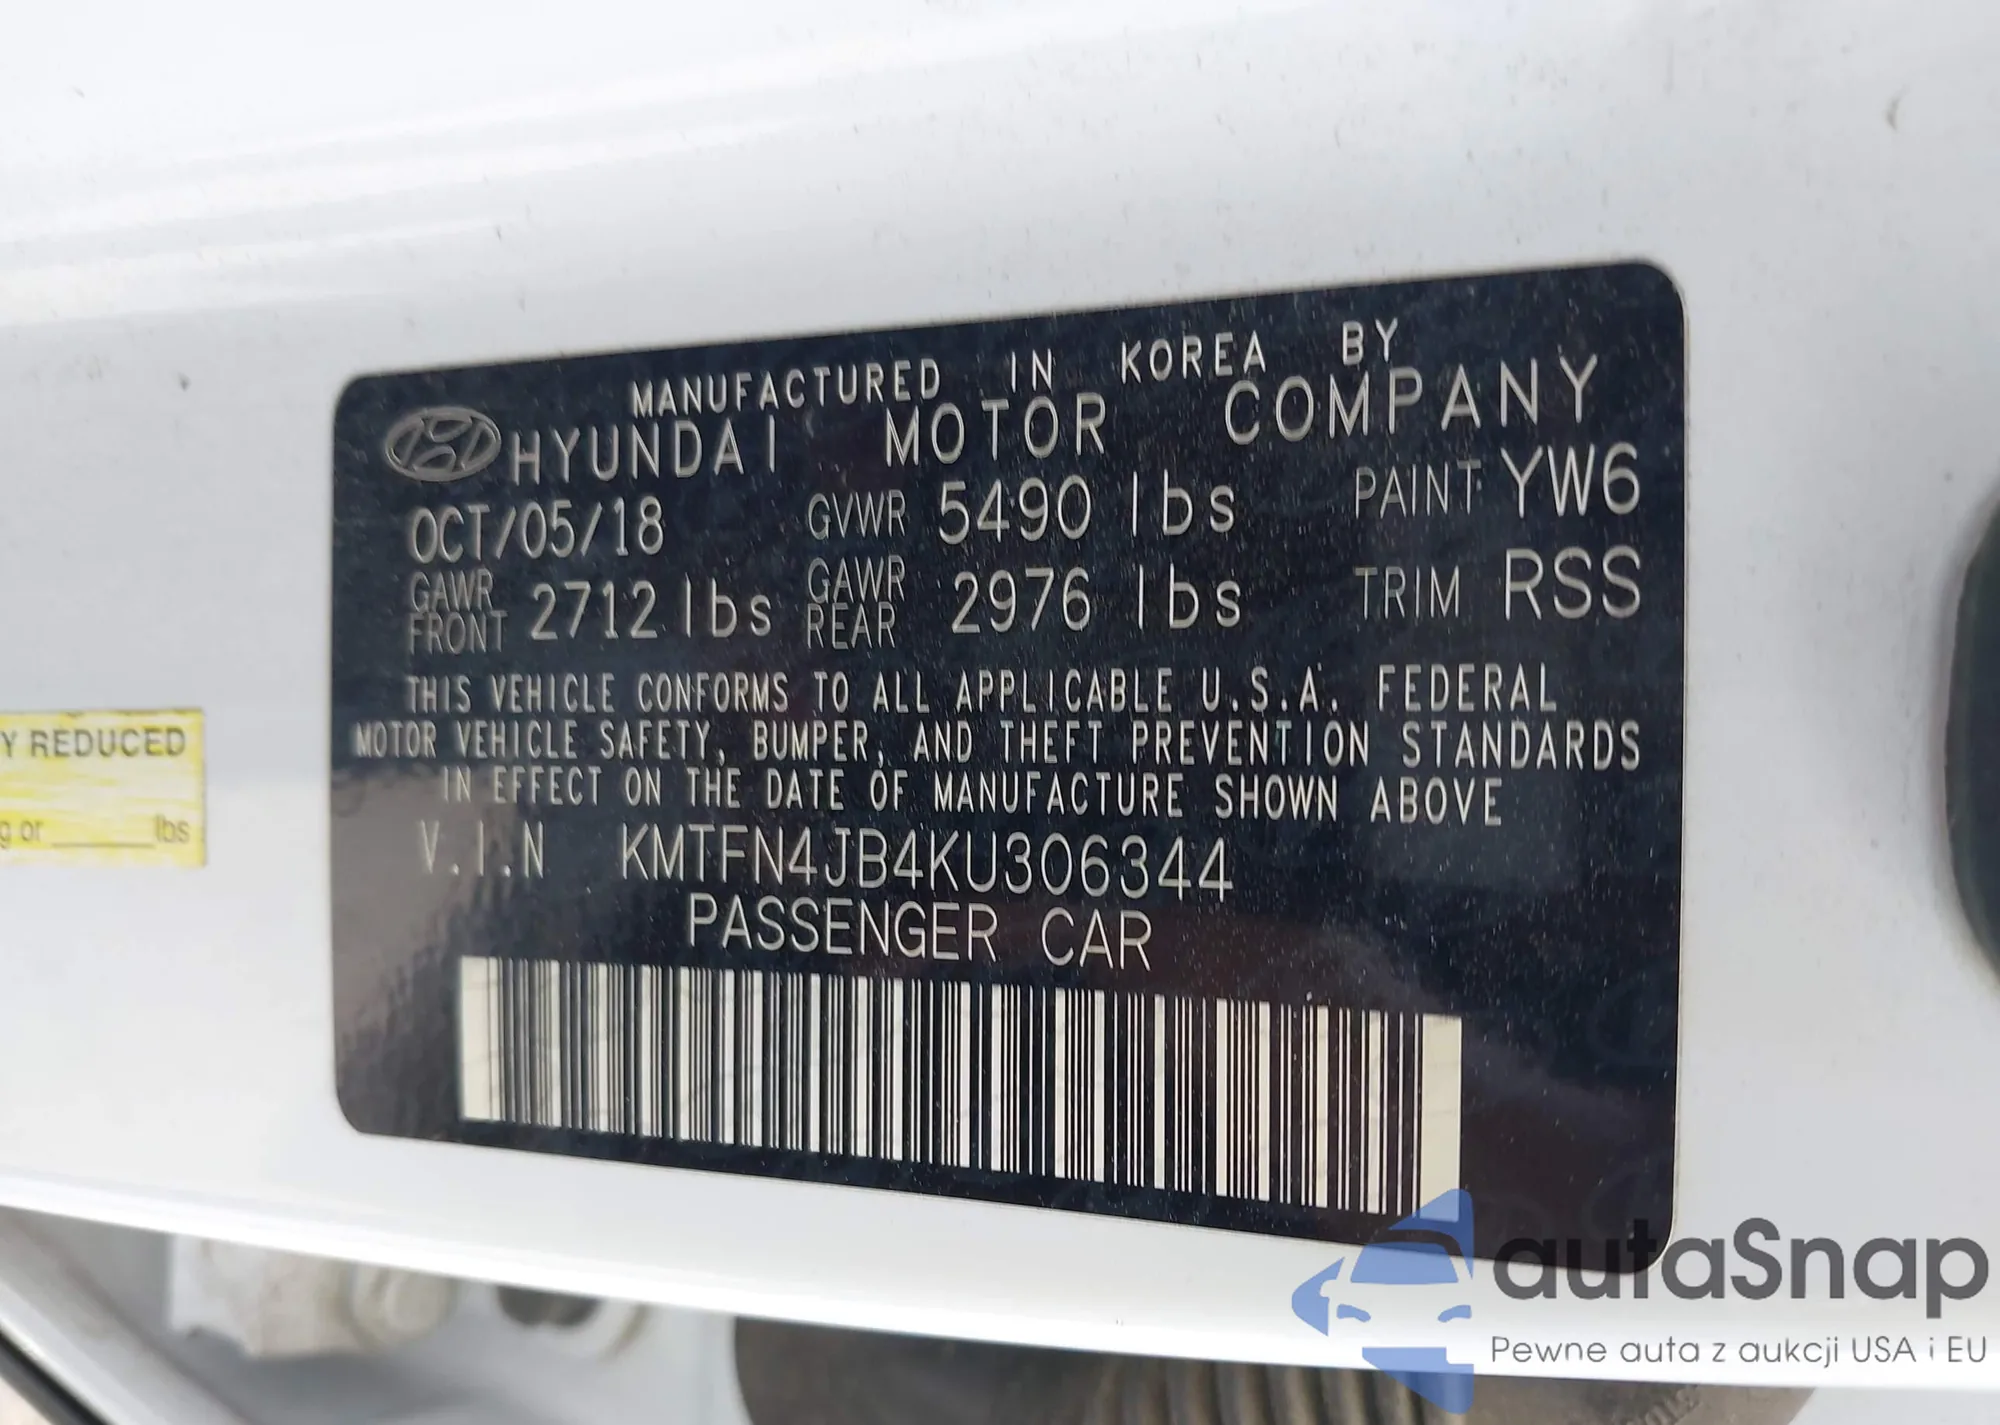 MANUFACTURED IN KOREA BY
HYUNDAI MOTOR COMPANY
OCT/05/18 GVWR 5490 lbs PAINT YW6
GAWR FRONT 2712 lbs GAWR REAR 2976 lbs TRIM RSS
THIS VEHICLE CONFORMS TO ALL APPLICABLE U.S.A. FEDERAL
MOTOR VEHICLE SAFETY, BUMPER, AND THEFT PREVENTION STANDARDS
IN EFFECT ON THE DATE OF MANUFACTURE SHOWN ABOVE
V.I.N KMTFN4JB4KU306344
PASSENGER CAR
Y REDUCED
g or ______lbs
autaSnap
Pewne auta z aukcji USA i EU